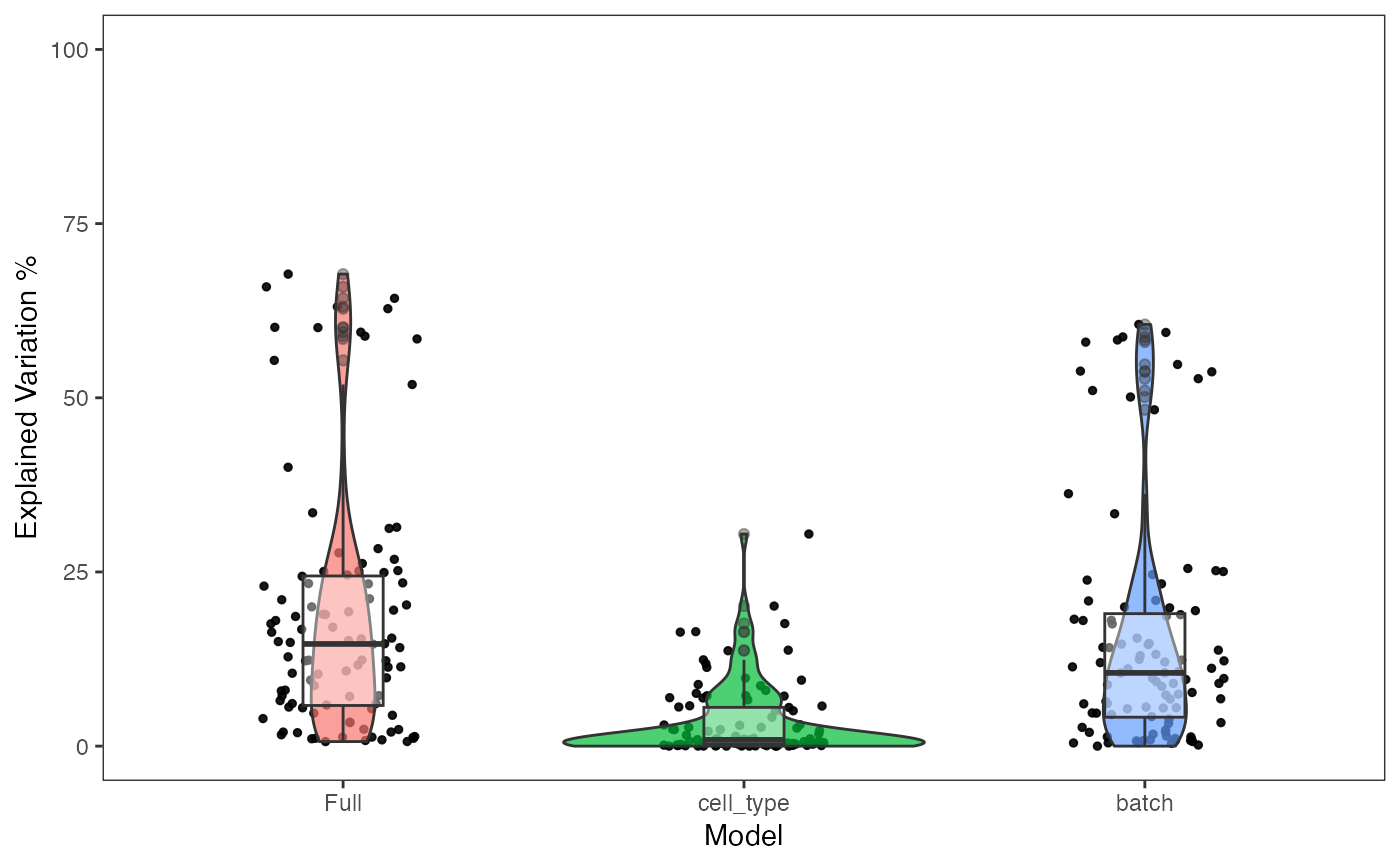 Explained Variation %
100
75
50
25
0
Full
cell_type
batch
Model